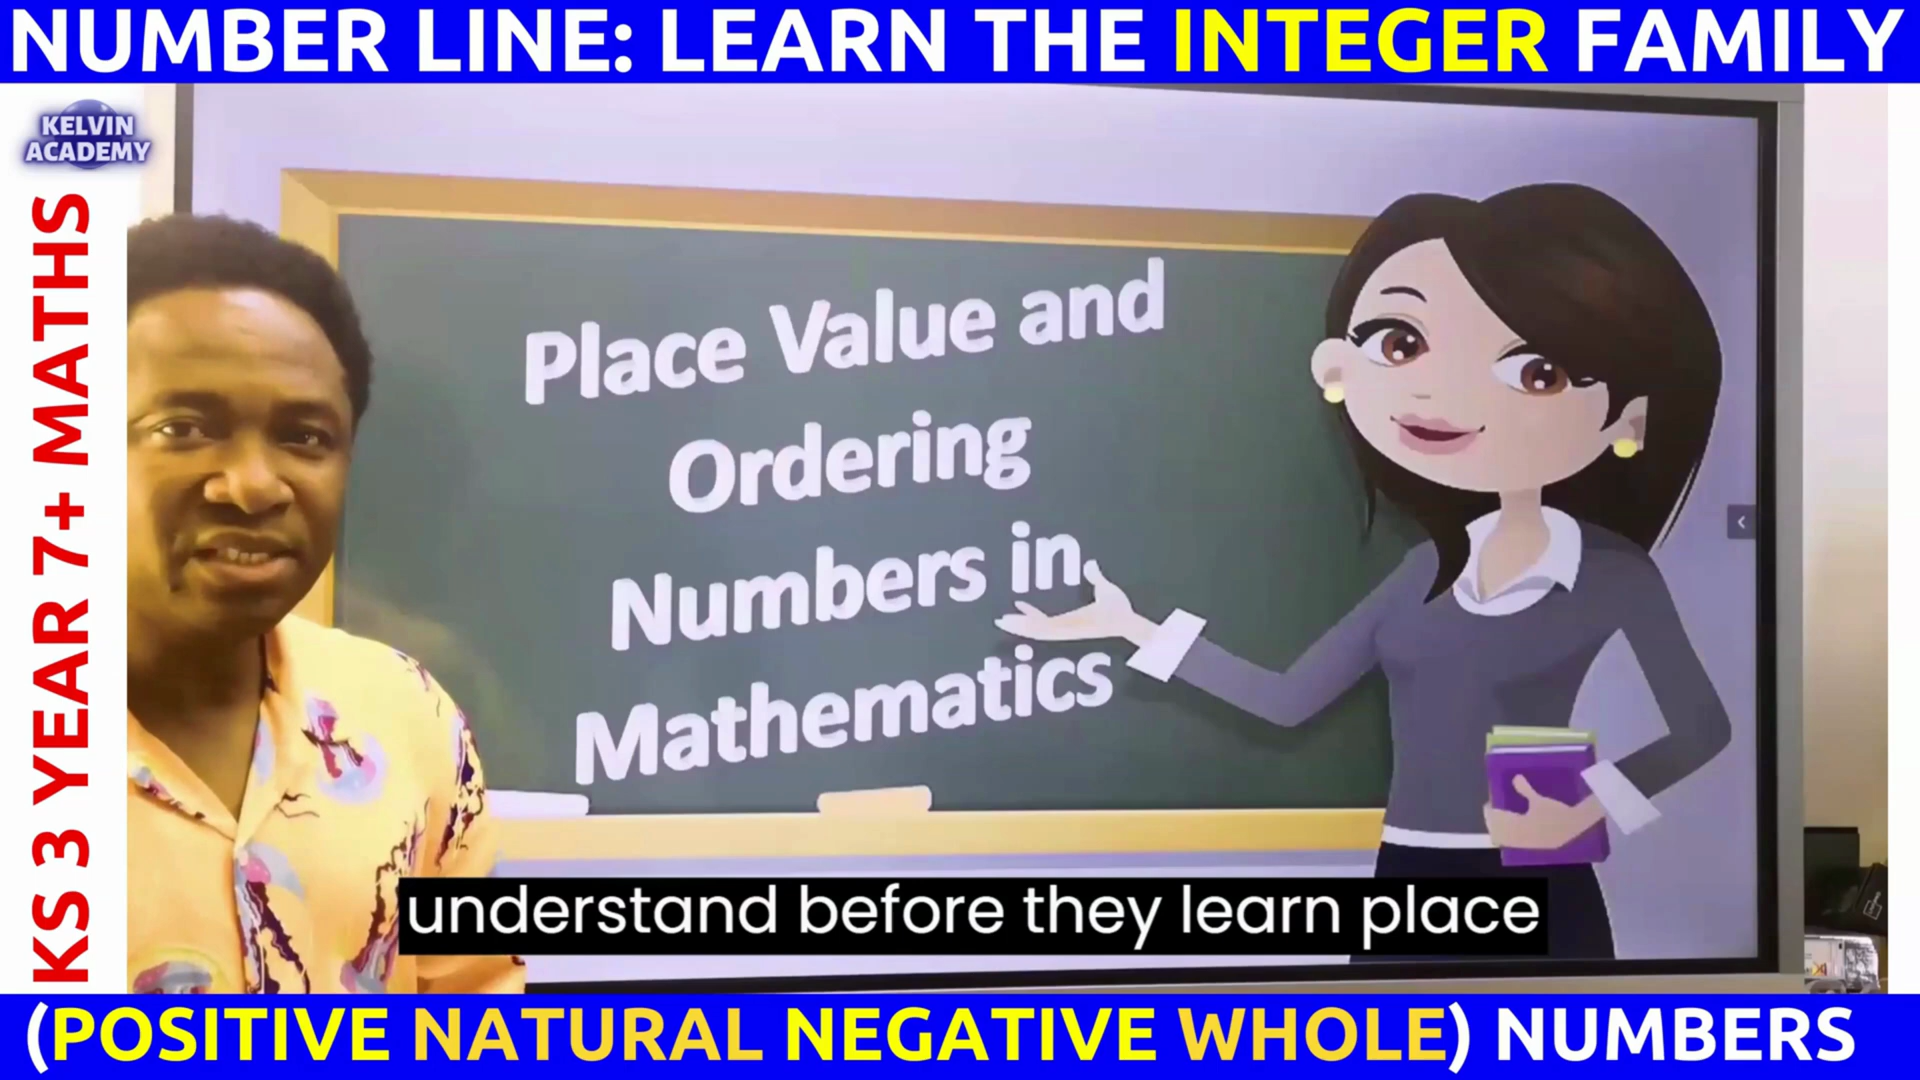 NUMBER LINE: LEARN THE INTEGER FAMILY
KELVIN
ACADEMY
KS 3 YEAR 7+ MATHS
Place Value and
Ordering
Numbers in
Mathematics
understand before they learn place
(POSITIVE NATURAL NEGATIVE WHOLE) NUMBERS